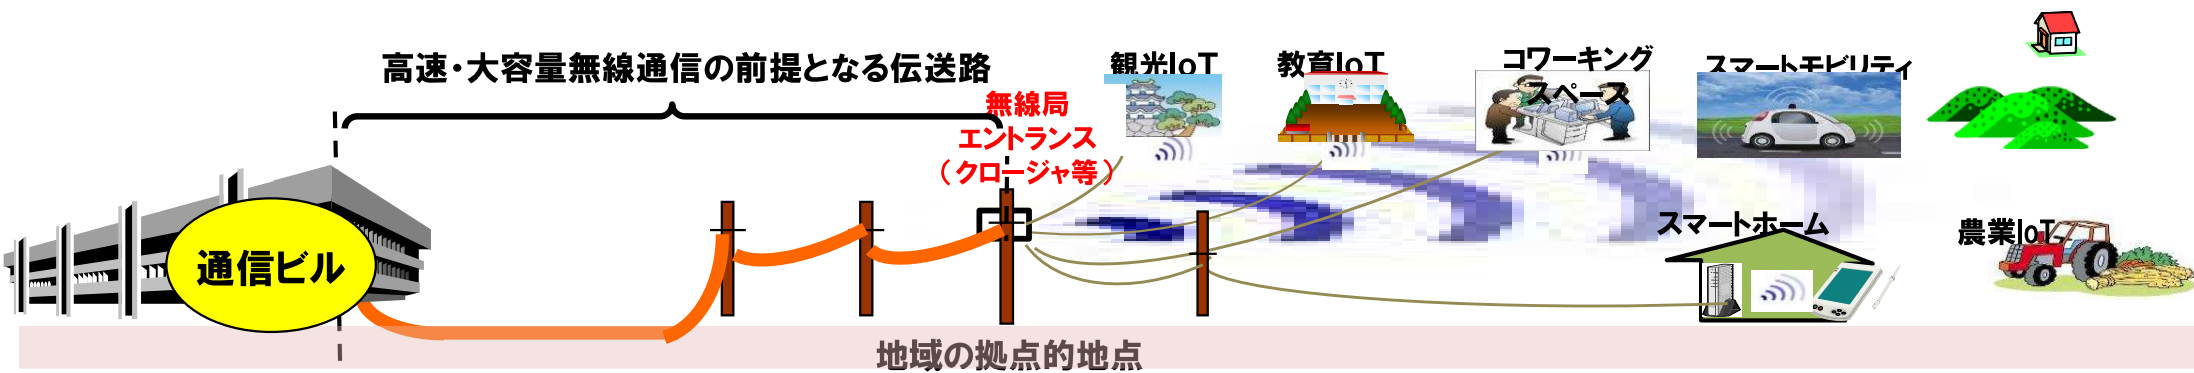 高速・大容量無線通信の前提となる伝送路
無線局
エントランス
（クロージャ等）
観光IoT
教育IoT
コワーキング
スペース
スマートモビリティ
通信ビル
スマートホーム
農業IoT
地域の拠点的地点